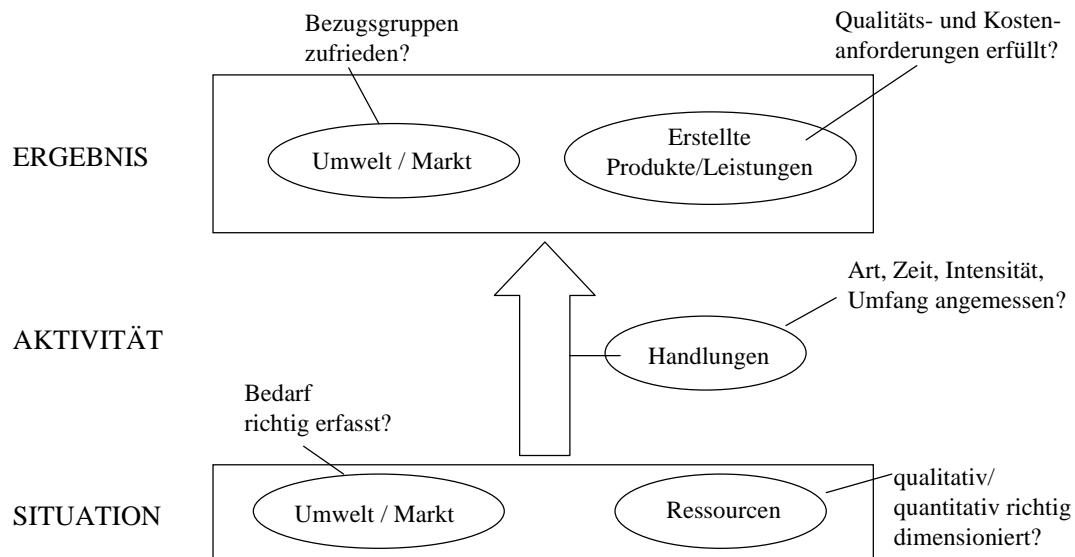 Bezugsgruppen
zufrieden?
Qualitäts- und Kosten-
anforderungen erfüllt?
ERGEBNIS
Umwelt / Markt
Erstellte
Produkte/Leistungen
Art, Zeit, Intensität,
Umfang angemessen?
AKTIVITÄT
Handlungen
Bedarf
richtig erfasst?
SITUATION
Umwelt / Markt
Ressourcen
qualitativ/
quantitativ richtig
dimensioniert?